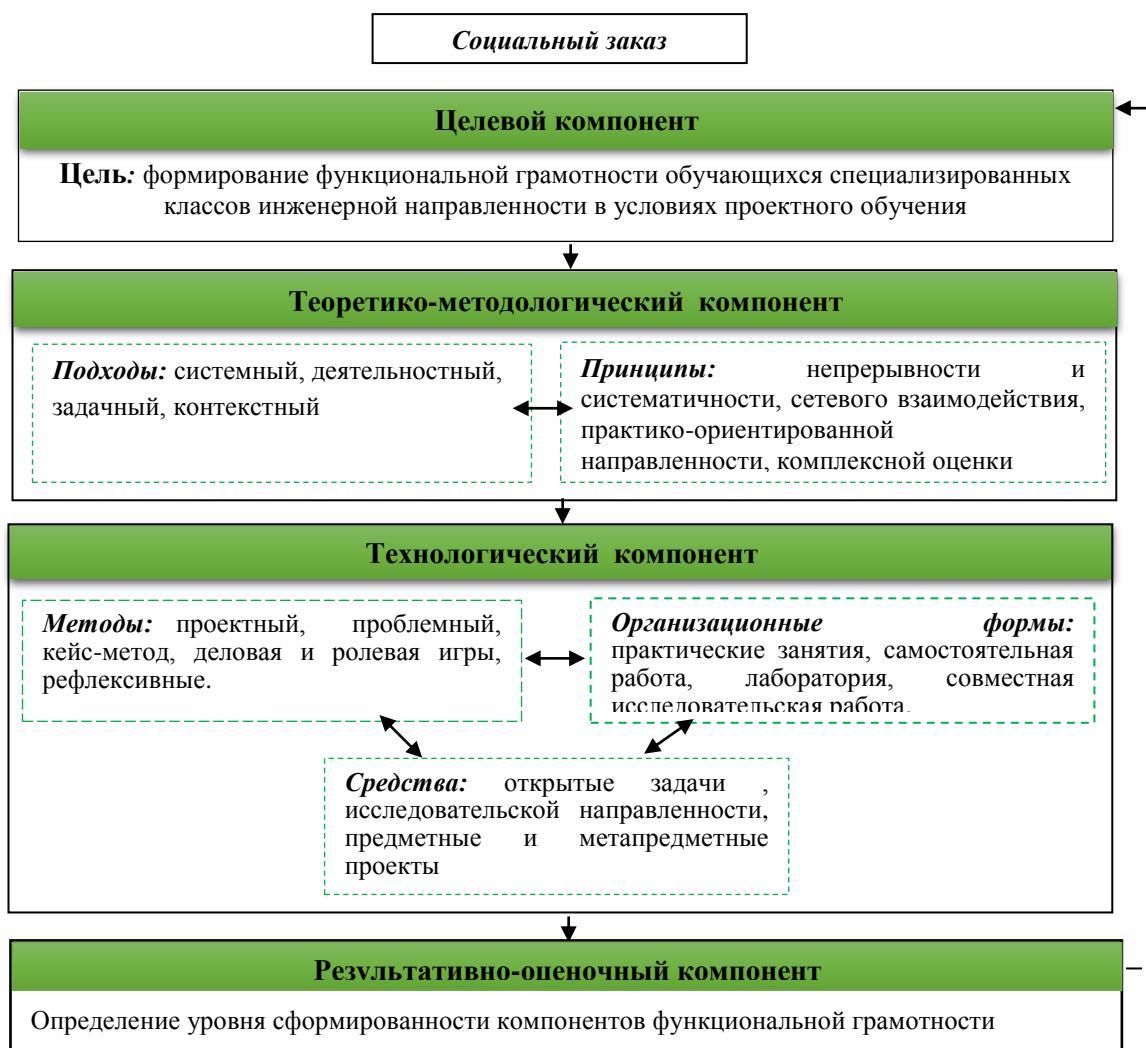 Социальный заказ
Целевой компонент
Цель: формирование функциональной грамотности обучающихся специализированных
классов инженерной направленности в условиях проектного обучения
Теоретико-методологический компонент
Подходы: системный, деятельностный,
задачный, контекстный
Принципы: непрерывности и
систематичности, сетевого взаимодействия,
практико-ориентированной
направленности, комплексной оценки
Технологический компонент
Методы: проектный, проблемный,
кейс-метод, деловая и ролевая игры,
рефлексивные.
Организационные формы:
практические занятия, самостоятельная
работа, лаборатория, совместная
исследовательская работа.
Средства: открытые задачи ,
исследовательской направленности,
предметные и метапредметные
проекты
Результативно-оценочный компонент
Определение уровня сформированности компонентов функциональной грамотности